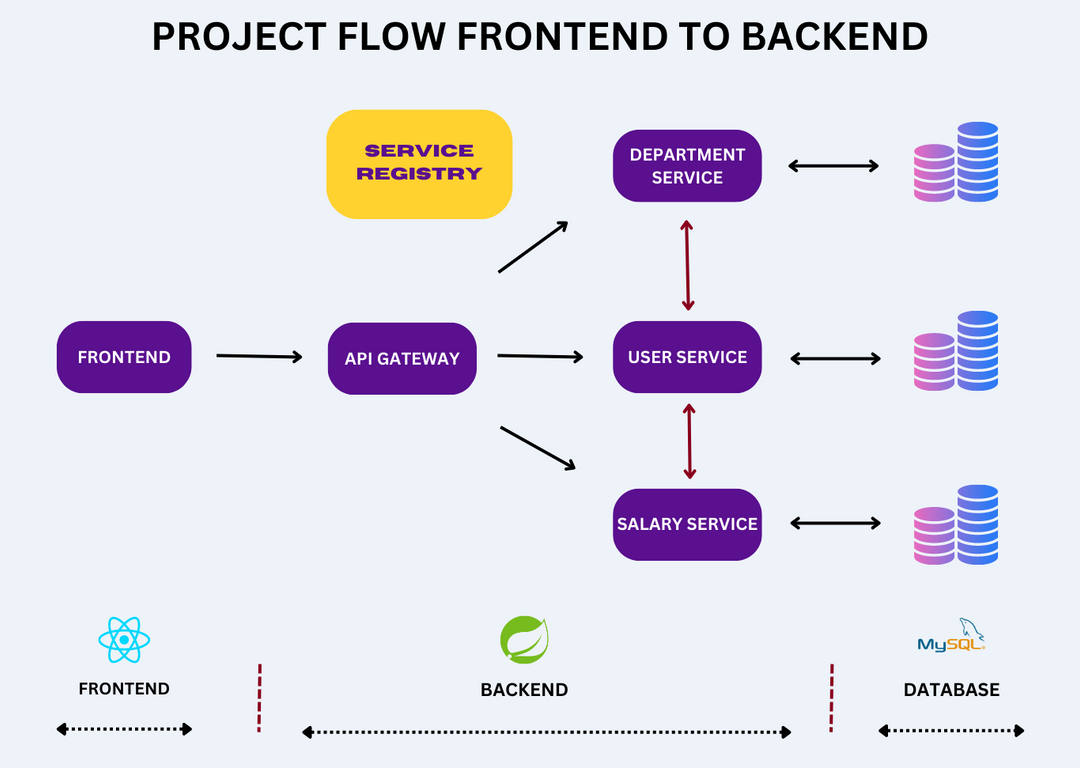 PROJECT FLOW FRONTEND TO BACKEND
SERVICE
REGISTRY
DEPARTMENT
SERVICE
FRONTEND
API GATEWAY
USER SERVICE
SALARY SERVICE
MySQL
FRONTEND
BACKEND
DATABASE